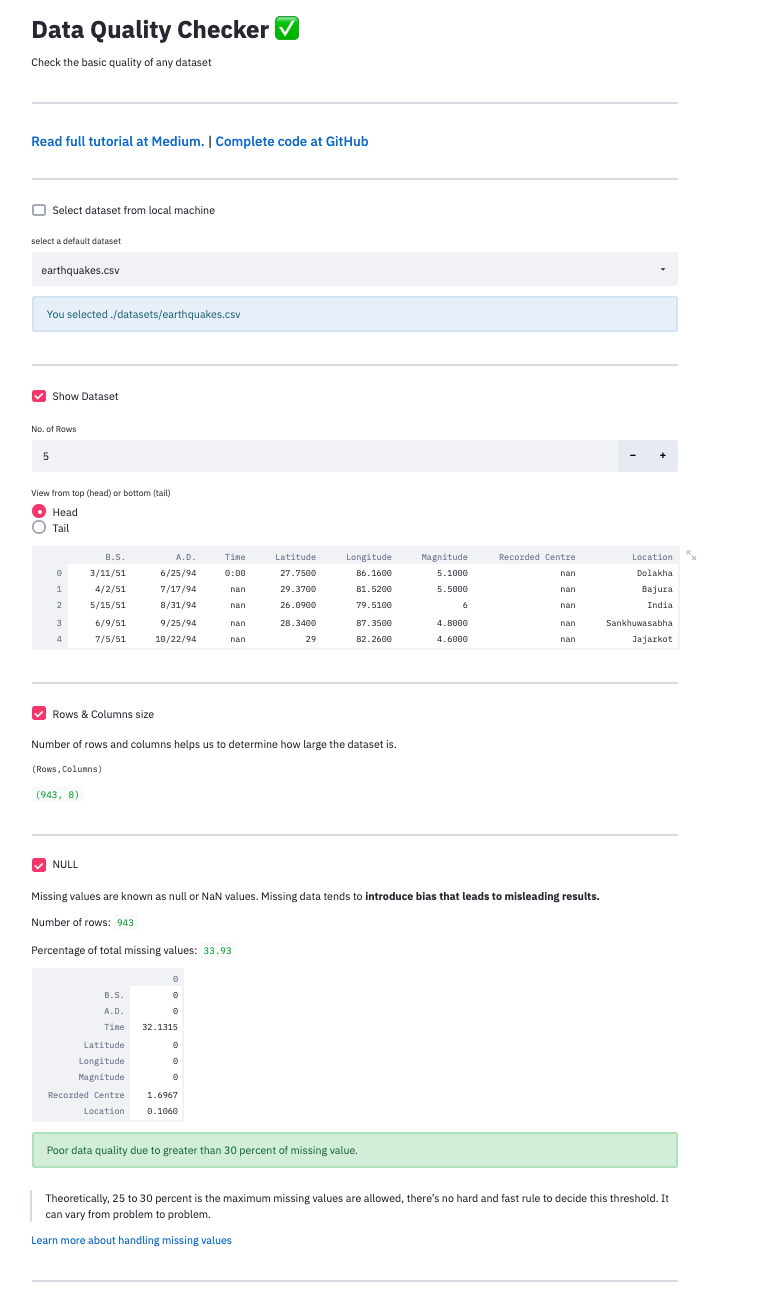 Data Quality Checker ✅
Check the basic quality of any dataset
Read full tutorial at Medium. | Complete code at GitHub
Select dataset from local machine
select a default dataset
earthquakes.csv
You selected ./datasets/earthquakes.csv
Show Dataset
No. of Rows
5 − +
View from top (head) or bottom (tail)
Head
Tail
B.S. A.D. Time Latitude Longitude Magnitude Recorded Centre Location
0 3/11/51 6/25/94 0:00 27.7500 86.1600 5.1000 nan Dolakha
1 4/2/51 7/17/94 nan 29.3700 81.5200 5.5000 nan Bajura
2 5/15/51 8/31/94 nan 26.0900 79.5100 6 nan India
3 6/9/51 9/25/94 nan 28.3400 87.3500 4.8000 nan Sankhuwasabha
4 7/5/51 10/22/94 nan 29 82.2600 4.6000 nan Jajarkot
Rows & Columns size
Number of rows and columns helps us to determine how large the dataset is.
(Rows,Columns)
(943, 8)
NULL
Missing values are known as null or NaN values. Missing data tends to introduce bias that leads to misleading results.
Number of rows: 943
Percentage of total missing values: 33.93
0
B.S. 0
A.D. 0
Time 32.1315
Latitude 0
Longitude 0
Magnitude 0
Recorded Centre 1.6967
Location 0.1060
Poor data quality due to greater than 30 percent of missing value.
Theoretically, 25 to 30 percent is the maximum missing values are allowed, there's no hard and fast rule to decide this threshold. It
can vary from problem to problem.
Learn more about handling missing values